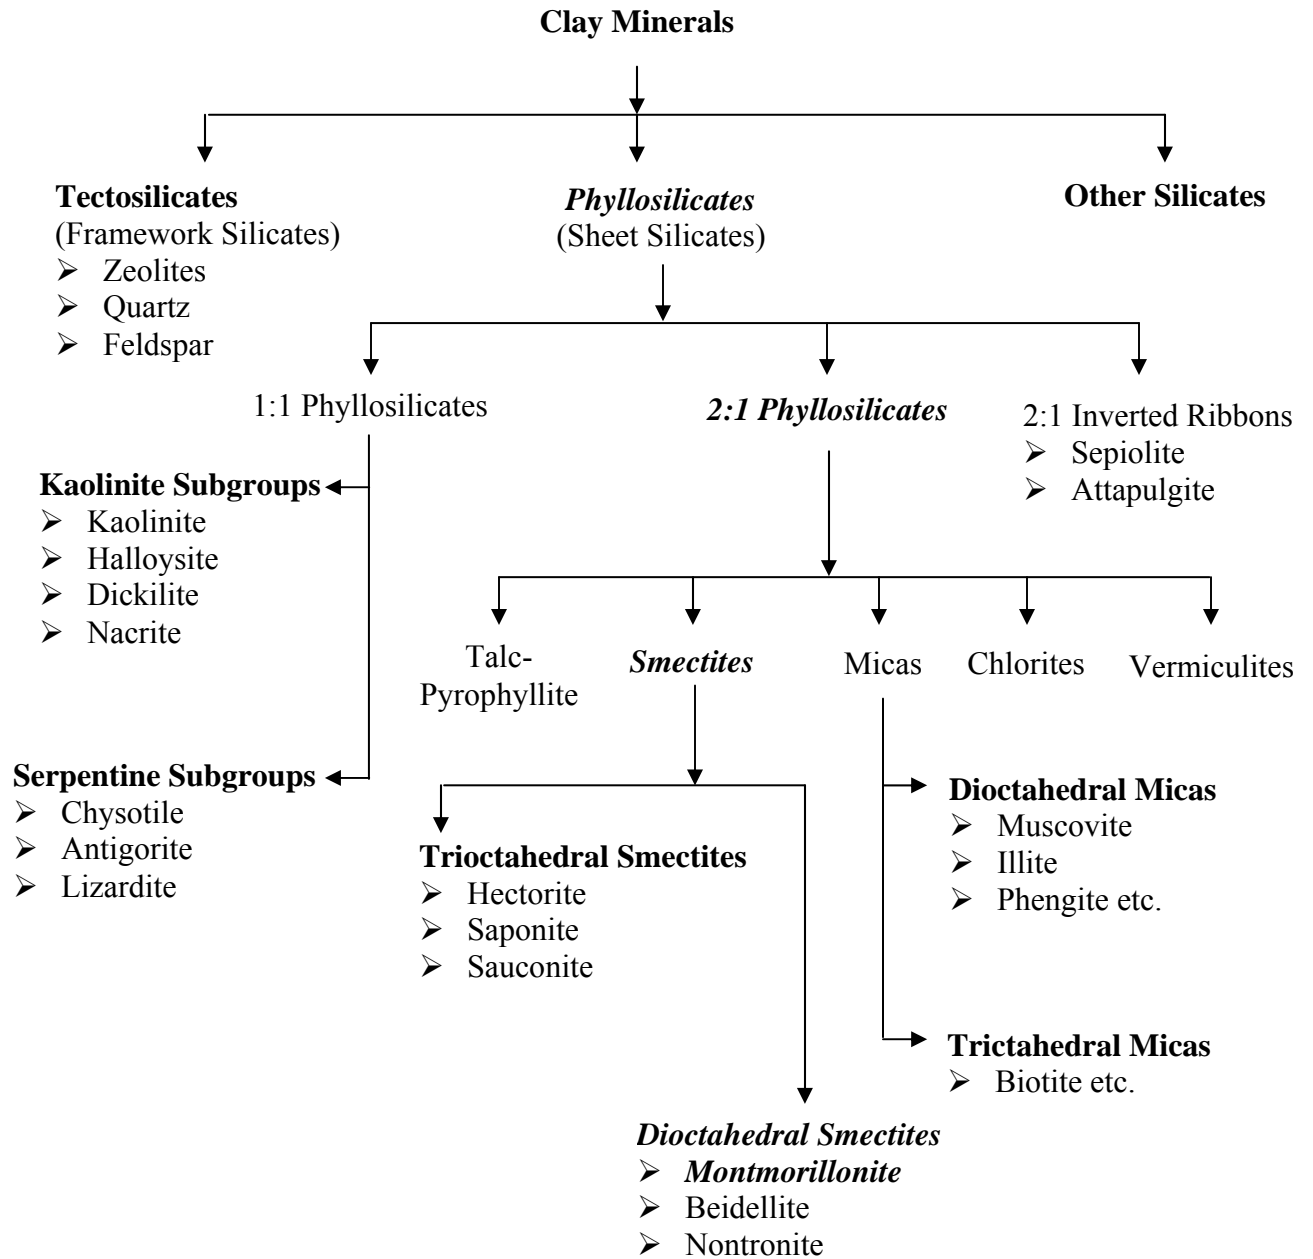 Clay Minerals
Tectosilicates
(Framework Silicates)
➢ Zeolites
➢ Quartz
➢ Feldspar
Phyllosilicates
(Sheet Silicates)
Other Silicates
1:1 Phyllosilicates
2:1 Phyllosilicates
2:1 Inverted Ribbons
➢ Sepiolite
➢ Attapulgite
Kaolinite Subgroups
➢ Kaolinite
➢ Halloysite
➢ Dickilite
➢ Nacrite
Serpentine Subgroups
➢ Chysotile
➢ Antigorite
➢ Lizardite
Talc-
Pyrophyllite
Smectites
Micas
Chlorites
Vermiculites
Trioctahedral Smectites
➢ Hectorite
➢ Saponite
➢ Sauconite
Dioctahedral Micas
➢ Muscovite
➢ Illite
➢ Phengite etc.
Trictahedral Micas
➢ Biotite etc.
Dioctahedral Smectites
➢ Montmorillonite
➢ Beidellite
➢ Nontronite